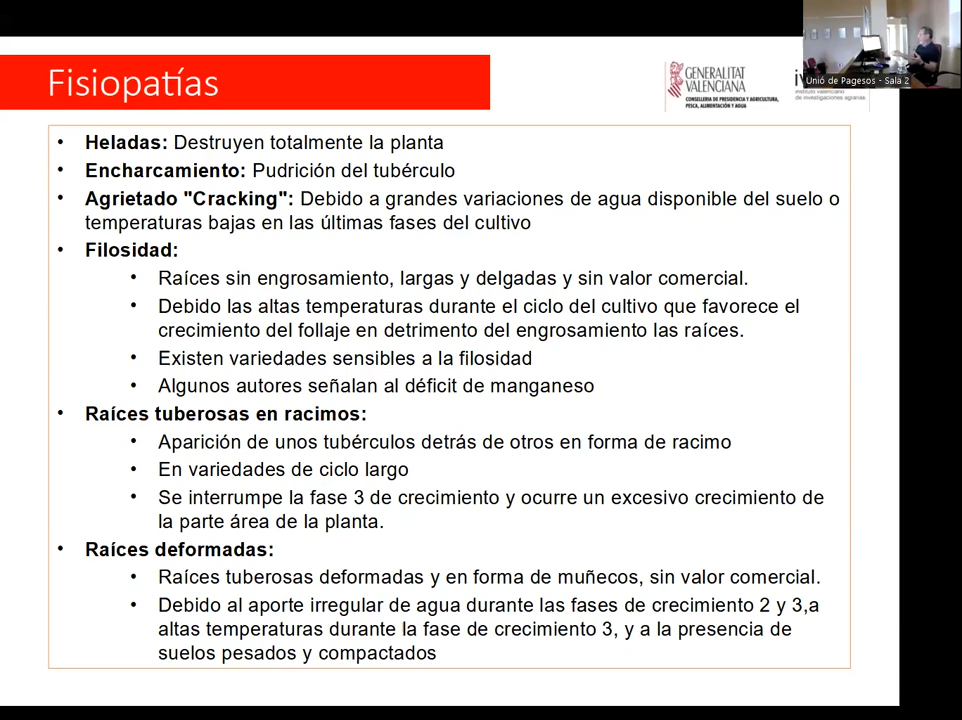 Fisiopatías
GENERALITAT
VALENCIANA
CONSELLERIA DE PRESIDENCIA Y AGRICULTURA,
PESCA, ALIMENTACIÓN Y AGUA
instituto valenciano
de investigaciones agrarias
Unió de Pagesos - Sala 2
• Heladas: Destruyen totalmente la planta
• Encharcamiento: Pudrición del tubérculo
• Agrietado "Cracking": Debido a grandes variaciones de agua disponible del suelo o
temperaturas bajas en las últimas fases del cultivo
• Filosidad:
• Raíces sin engrosamiento, largas y delgadas y sin valor comercial.
• Debido las altas temperaturas durante el ciclo del cultivo que favorece el
crecimiento del follaje en detrimento del engrosamiento las raíces.
• Existen variedades sensibles a la filosidad
• Algunos autores señalan al déficit de manganeso
• Raíces tuberosas en racimos:
• Aparición de unos tubérculos detrás de otros en forma de racimo
• En variedades de ciclo largo
• Se interrumpe la fase 3 de crecimiento y ocurre un excesivo crecimiento de
la parte área de la planta.
• Raíces deformadas:
• Raíces tuberosas deformadas y en forma de muñecos, sin valor comercial.
• Debido al aporte irregular de agua durante las fases de crecimiento 2 y 3,a
altas temperaturas durante la fase de crecimiento 3, y a la presencia de
suelos pesados y compactados